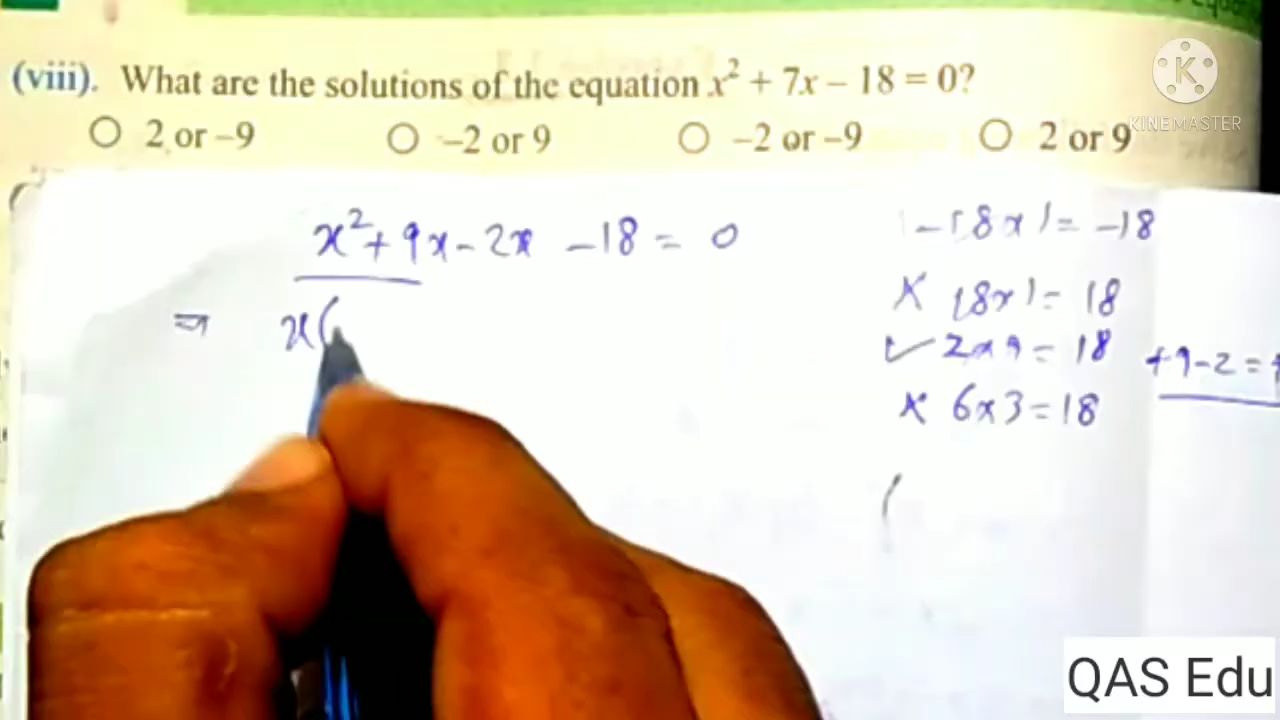 (viii). What are the solutions of the equation x² + 7x – 18 = 0?
○ 2 or –9 ○ –2 or 9 ○ –2 or –9 ○ 2 or 9
KINEMASTER
x² + 9x – 2x – 18 = 0
⇒ x(
–18 x 1 = –18
× 18 x 1 = 18
✓ 2 x 9 = 18 +9–2=
× 6 x 3 = 18
(
QAS Edu